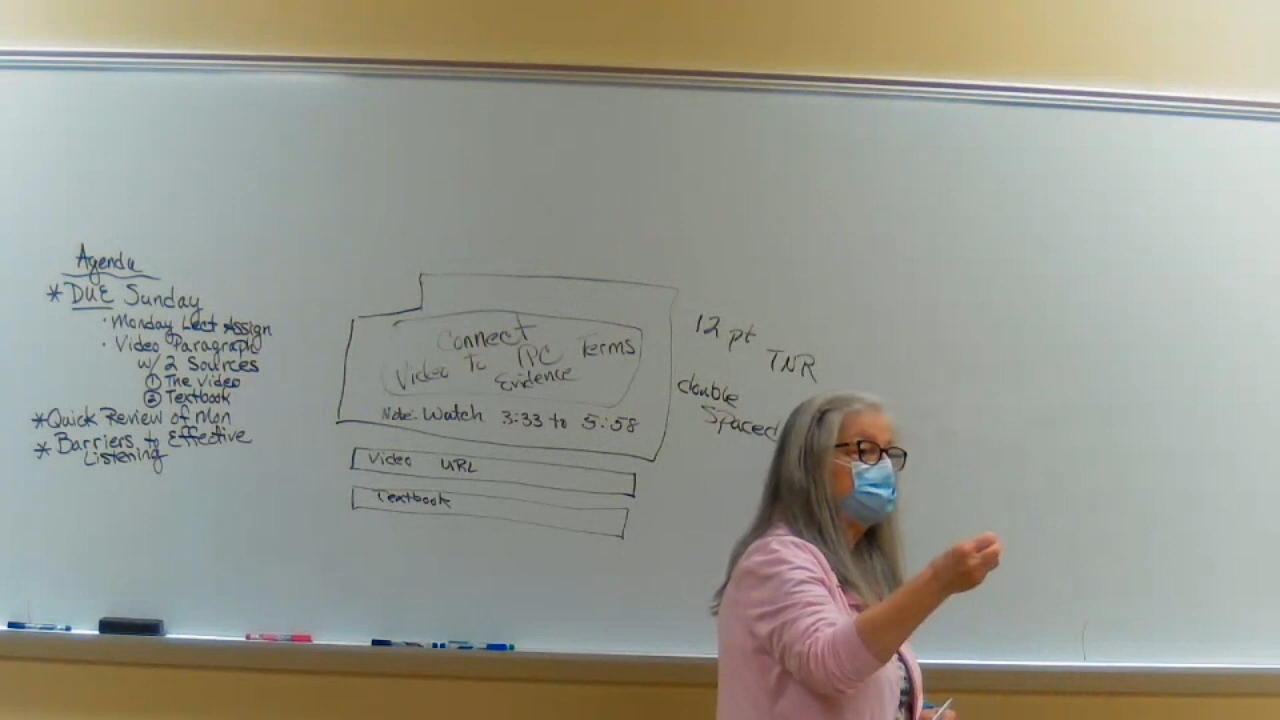 Agenda
* DUE Sunday
· Monday Lect Assign
· Video Paragraph
w/ 2 Sources
① The Video
② Textbook
* Quick Review of Mon
* Barriers to Effective
Listening
Connect
Video To IPC Terms
Evidence
Note: Watch 3:33 to 5:58
Video URL
Textbook
12 pt
TNR
double
Spaced